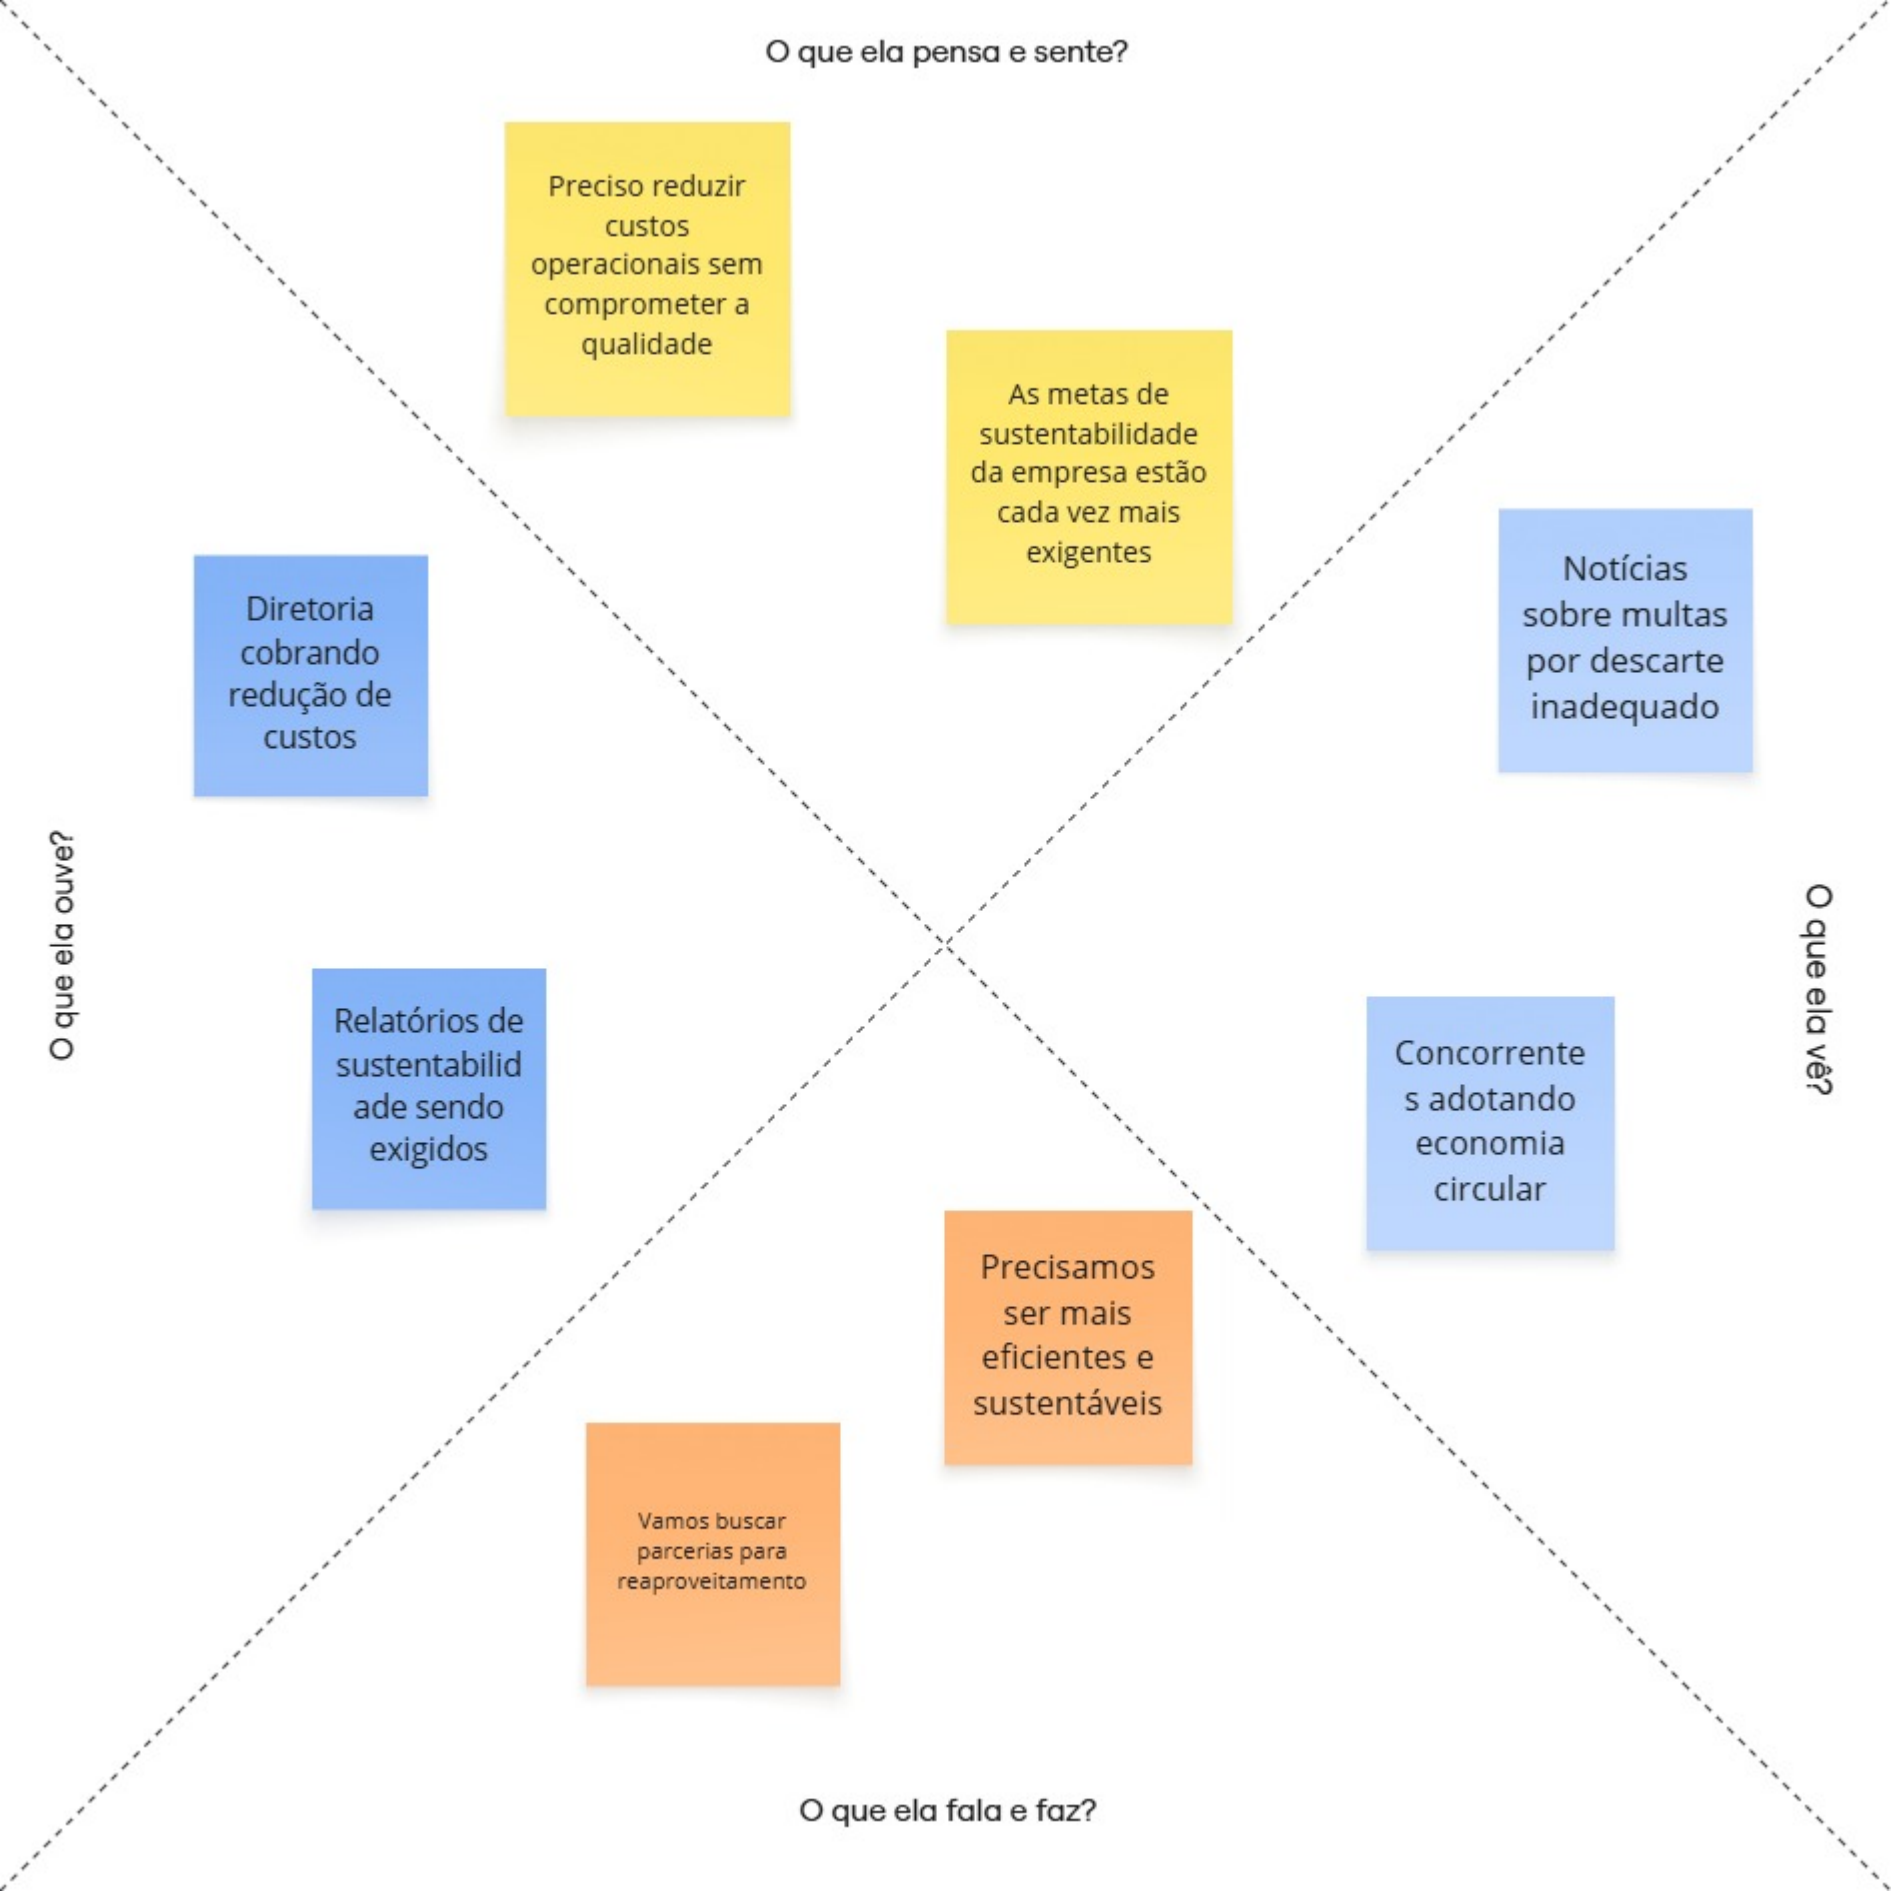 O que ela pensa e sente?
Preciso reduzir
custos
operacionais sem
comprometer a
qualidade
As metas de
sustentabilidade
da empresa estão
cada vez mais
exigentes
Diretoria
cobrando
redução de
custos
Relatórios de
sustentabilid
ade sendo
exigidos
O que ela ouve?
Notícias
sobre multas
por descarte
inadequado
Concorrente
s adotando
economia
circular
O que ela vê?
Precisamos
ser mais
eficientes e
sustentáveis
Vamos buscar
parcerias para
reaproveitamento
O que ela fala e faz?